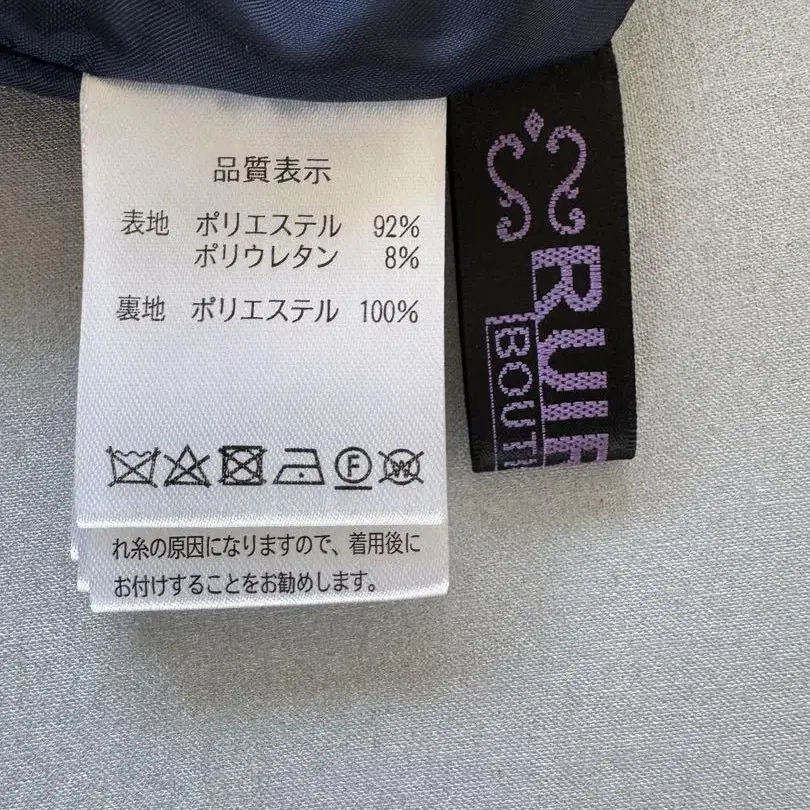 品質表示
表地 ポリエステル 92%
ポリウレタン 8%
裏地 ポリエステル 100%
F
W
れ糸の原因になりますので、着用後に
お付けすることをお勧めします。
BOUT